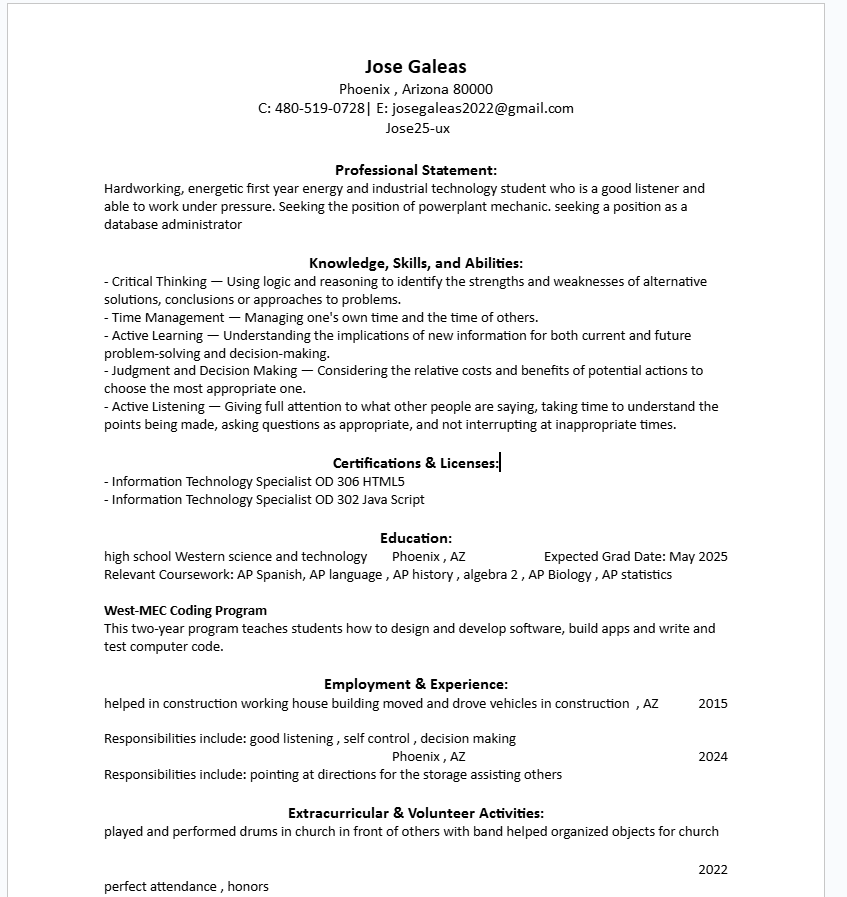 Jose Galeas
Phoenix , Arizona 80000
C: 480-519-0728| E: josegaleas2022@gmail.com
Jose25-ux
Professional Statement:
Hardworking, energetic first year energy and industrial technology student who is a good listener and
able to work under pressure. Seeking the position of powerplant mechanic. seeking a position as a
database administrator
Knowledge, Skills, and Abilities:
- Critical Thinking — Using logic and reasoning to identify the strengths and weaknesses of alternative
solutions, conclusions or approaches to problems.
- Time Management — Managing one's own time and the time of others.
- Active Learning — Understanding the implications of new information for both current and future
problem-solving and decision-making.
- Judgment and Decision Making — Considering the relative costs and benefits of potential actions to
choose the most appropriate one.
- Active Listening — Giving full attention to what other people are saying, taking time to understand the
points being made, asking questions as appropriate, and not interrupting at inappropriate times.
Certifications & Licenses:
- Information Technology Specialist OD 306 HTML5
- Information Technology Specialist OD 302 Java Script
Education:
high school Western science and technology Phoenix , AZ Expected Grad Date: May 2025
Relevant Coursework: AP Spanish, AP language , AP history , algebra 2 , AP Biology , AP statistics
West-MEC Coding Program
This two-year program teaches students how to design and develop software, build apps and write and
test computer code.
Employment & Experience:
helped in construction working house building moved and drove vehicles in construction , AZ 2015
Responsibilities include: good listening , self control , decision making
Phoenix , AZ 2024
Responsibilities include: pointing at directions for the storage assisting others
Extracurricular & Volunteer Activities:
played and performed drums in church in front of others with band helped organized objects for church
2022
perfect attendance , honors